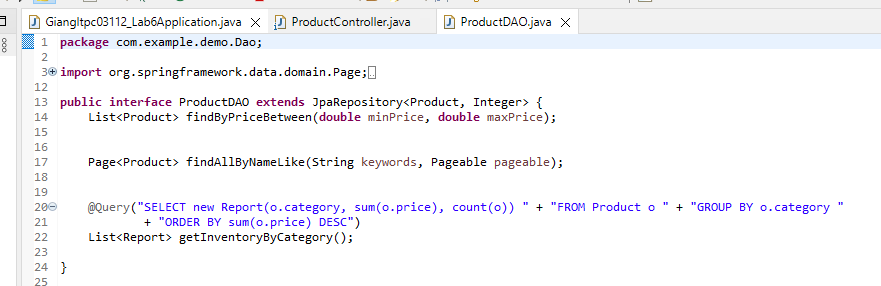 GiangItpc03112_Lab6Application.java
ProductController.java
ProductDAO.java
1 package com.example.demo.Dao;
2
3 import org.springframework.data.domain.Page;
12
13 public interface ProductDAO extends JpaRepository<Product, Integer> {
14 List<Product> findByPriceBetween(double minPrice, double maxPrice);
15
16
17 Page<Product> findAllByNameLike(String keywords, Pageable pageable);
18
19
20 @Query("SELECT new Report(o.category, sum(o.price), count(o)) " + "FROM Product o " + "GROUP BY o.category "
21 + "ORDER BY sum(o.price) DESC")
22 List<Report> getInventoryByCategory();
23
24 }
25